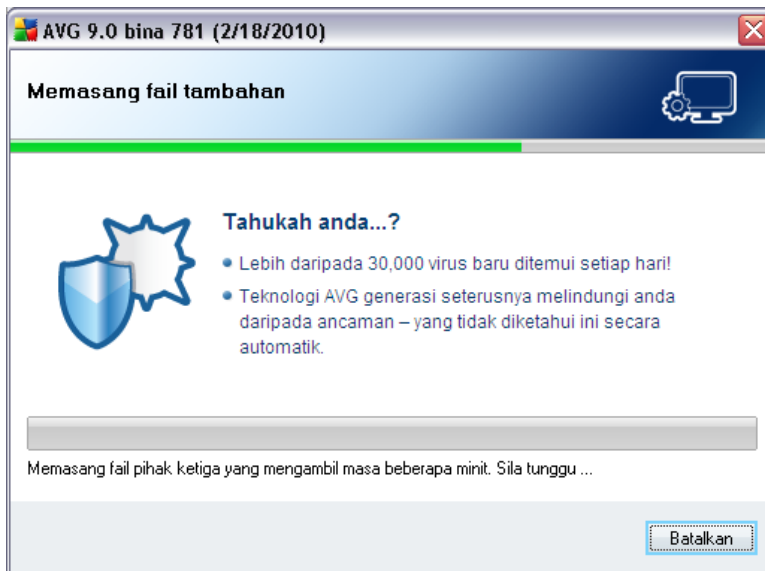 AVG 9.0 bina 781 (2/18/2010)
Memasang fail tambahan
Tahukah anda...?
Lebih daripada 30,000 virus baru ditemui setiap hari!
Teknologi AVG generasi seterusnya melindungi anda
daripada ancaman – yang tidak diketahui ini secara
automatik.
Memasang fail pihak ketiga yang mengambil masa beberapa minit. Sila tunggu ...
Batalkan